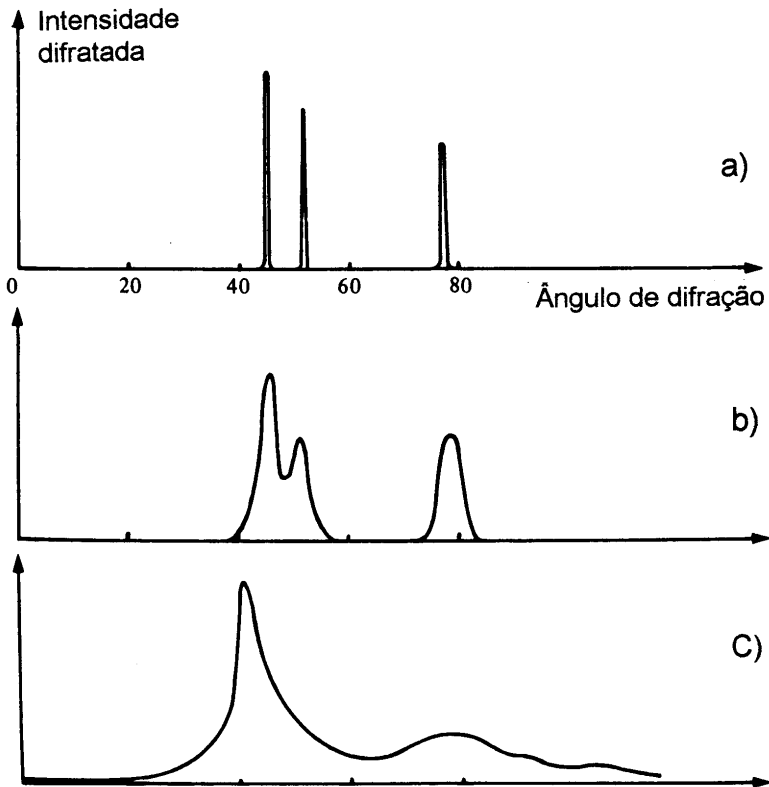 Intensidade
difratada
a)
0 20 40 60 80
Ângulo de difração
b)
C)